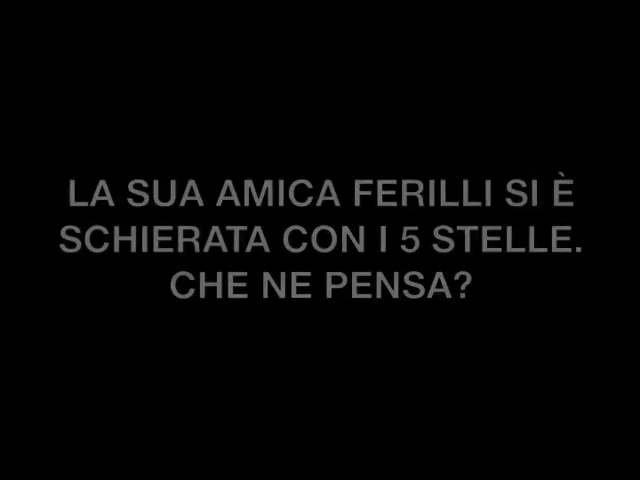 LA SUA AMICA FERILLI SI È
SCHIERATA CON I 5 STELLE.
CHE NE PENSA?